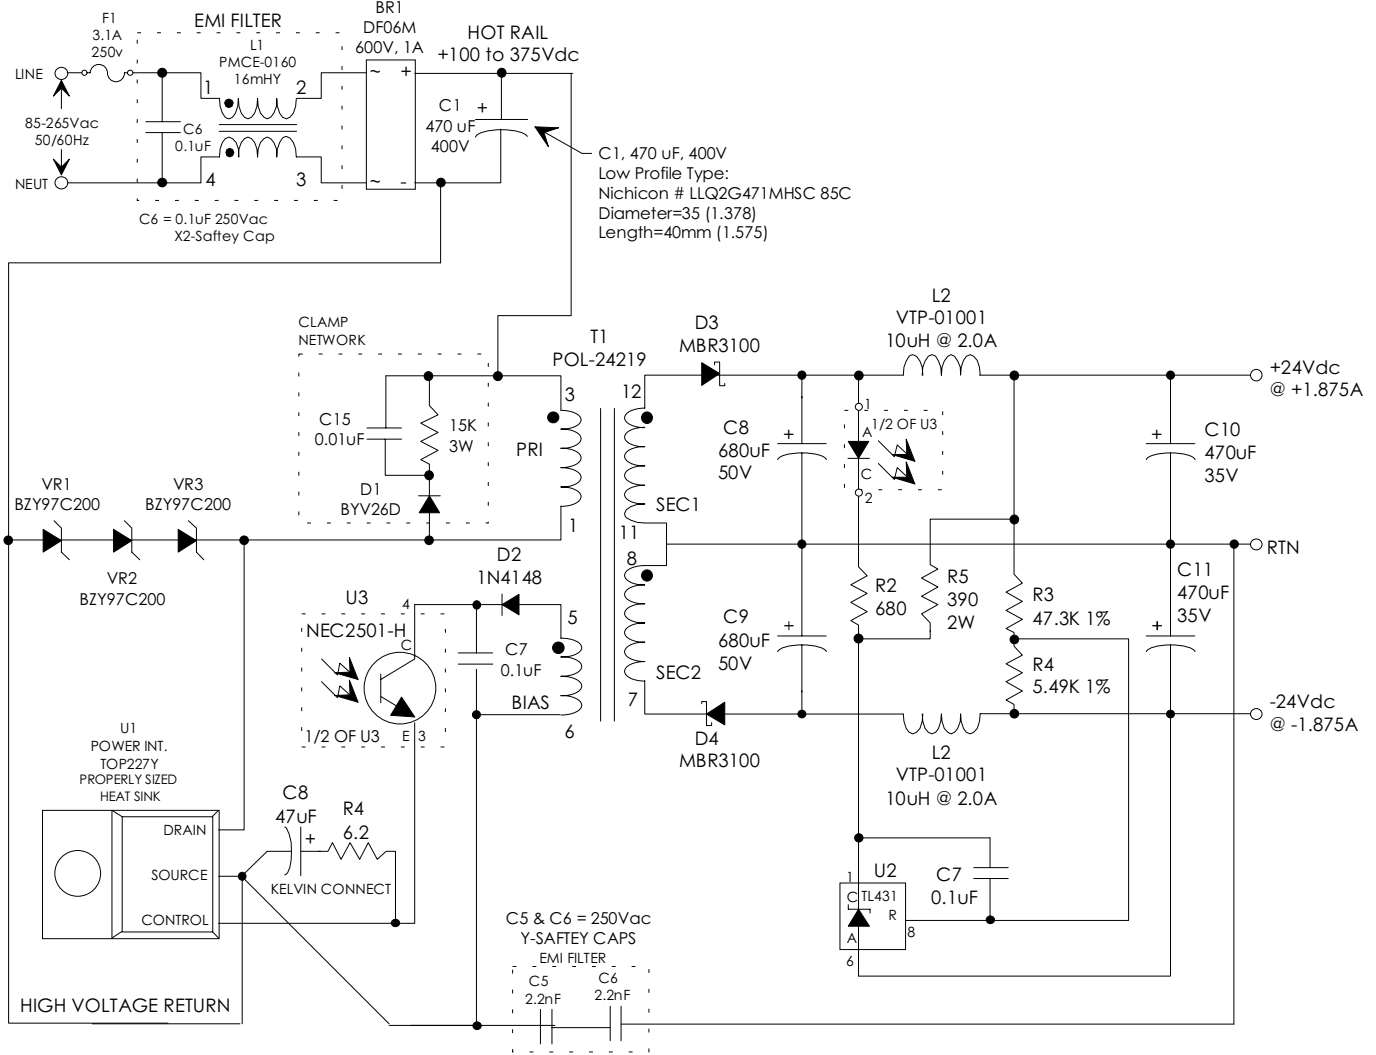 F1
3.1A
250v
EMI FILTER
L1
PMCE-0160
16mHY
BR1
DF06M
600V, 1A
HOT RAIL
+100 to 375Vdc
LINE
1
2
~
+
85-265Vac
50/60Hz
C6
0.1uF
C1
470 uF
400V
+
NEUT
4
3
~
-
C6 = 0.1uF 250Vac
X2-Saftey Cap
C1, 470 uF, 400V
Low Profile Type:
Nichicon # LLQ2G471MHSC 85C
Diameter=35 (1.378)
Length=40mm (1.575)
CLAMP
NETWORK
C15
0.01uF
15K
3W
D1
BYV26D
T1
POL-24219
3
PRI
1
12
SEC1
11
8
SEC2
7
D3
MBR3100
L2
VTP-01001
10uH @ 2.0A
+24Vdc
@ +1.875A
C8
680uF
50V
+
1
1/2 OF U3
A
C
2
+
C10
470uF
35V
VR1
BZY97C200
VR3
BZY97C200
VR2
BZY97C200
RTN
D2
1N4148
U3
NEC2501-H
4
C
E 3
1/2 OF U3
C7
0.1uF
5
BIAS
6
R2
680
R5
390
2W
R3
47.3K 1%
R4
5.49K 1%
C11
470uF
35V
+
C9
680uF
50V
+
D4
MBR3100
L2
VTP-01001
10uH @ 2.0A
-24Vdc
@ -1.875A
U1
POWER INT.
TOP227Y
PROPERLY SIZED
HEAT SINK
DRAIN
SOURCE
CONTROL
C8
47uF
+
R4
6.2
KELVIN CONNECT
U2
1
C TL431
R
A
8
6
C7
0.1uF
C5 & C6 = 250Vac
Y-SAFTEY CAPS
EMI FILTER
C5
2.2nF
C6
2.2nF
HIGH VOLTAGE RETURN